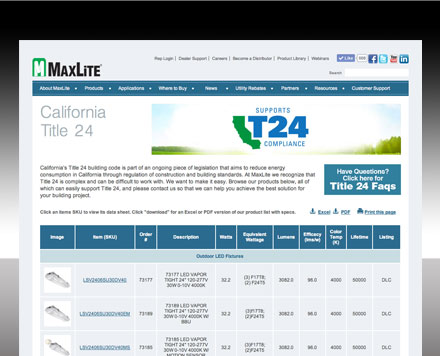 Rep Login | Dealer Support | Careers | Become a Distributor | Product Library | Webinars
Like
MAXLITE®
Search
About MaxLite Products Applications Where to Buy News Utility Rebates Partners Resources Customer Support
California
Title 24
SUPPORTS
T24
COMPLIANCE
California's Title 24 building code is part of an ongoing piece of legislation that aims to reduce energy
consumption in California through regulation of construction and building standards. At MaxLite we recognize that
Title 24 is complex and can be difficult to work with. We want to make it easy. Browse our products below, all of
which can easily support Title 24, and please contact us so that we can help you achieve the best solution for
your building project.
Have Questions?
Click here for
Title 24 Faqs
Click an items SKU to view its data sheet. Click "download" for an Excel or PDF version of our product list with specs.
Excel PDF Print this page
Image Item (SKU) Order # Description Watts Equivalent Wattage Lumens Efficacy (lms/w) Color Temp (K) Lifetime Listing
Outdoor LED Fixtures
LSV2406SU30DV40 73177 73177 LED VAPOR TIGHT 24" 120-277V 30W 0-10V 4000K 32.2 (3) F17T8; (2) F24T5 3082.0 96.0 4000 50000 DLC
73189 73189 LED VAPOR TIGHT 24" 120-277V 30W 0-10V 4000K W/ BBU 32.2 (3) F17T8; (2) F24T5 3082.0 96.0 4000 50000 DLC
73185 73185 LED VAPOR TIGHT 24" 120-277V 30W 0-10V 4000K W/ 32.2 (3) F17T8; (2) F24T5 3082.0 96.0 4000 50000 DLC